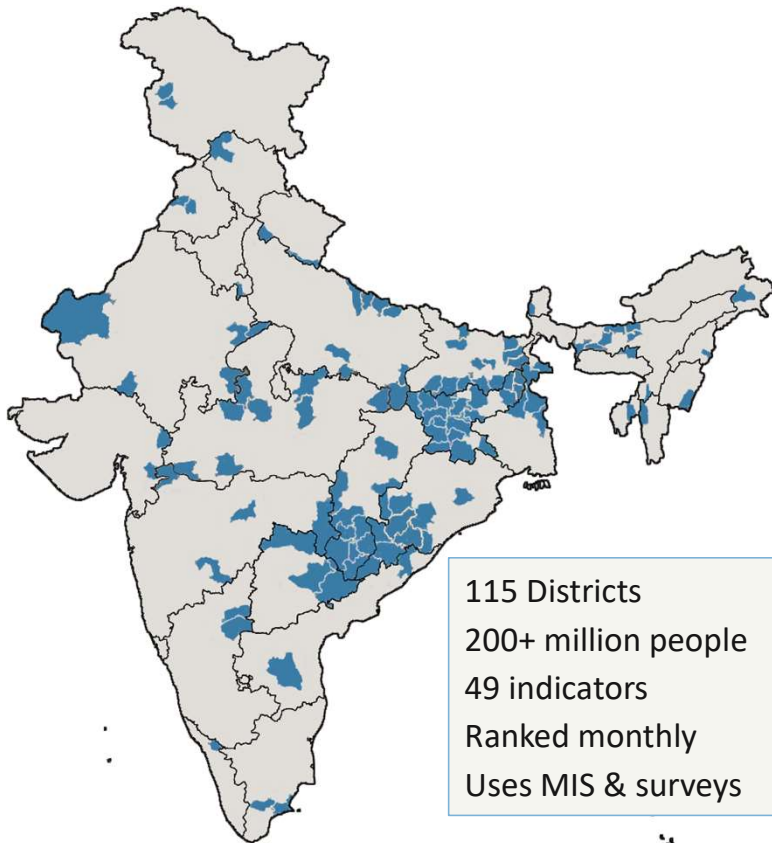 115 Districts
200+ million people
49 indicators
Ranked monthly
Uses MIS & surveys